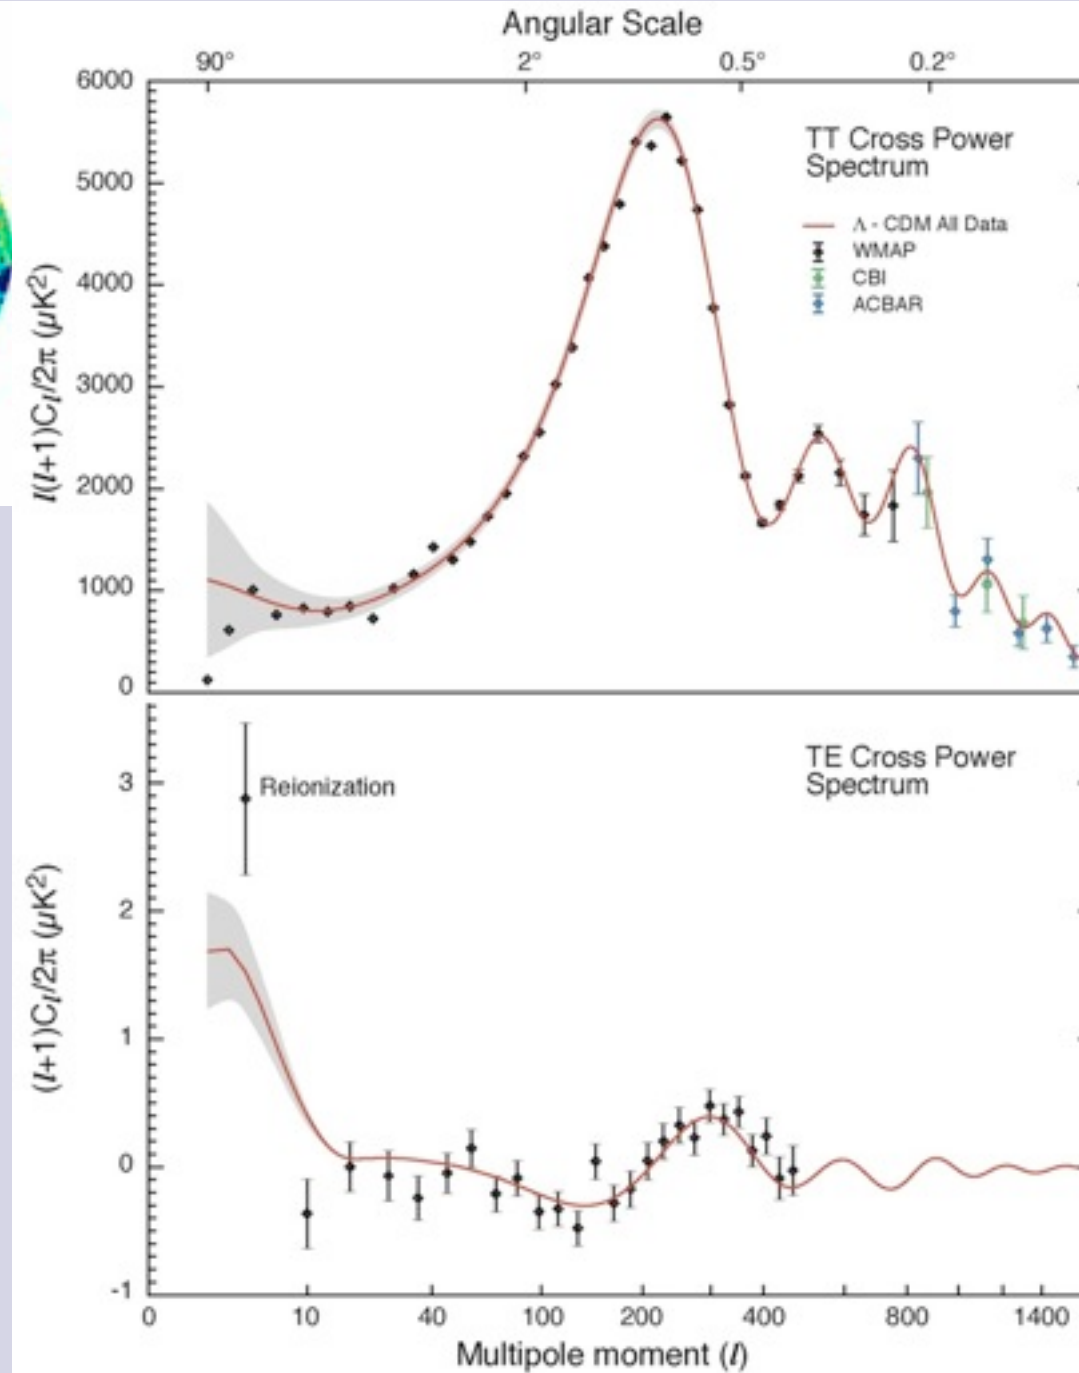 Angular Scale
90° 2° 0.5° 0.2°
6000
5000
4000
3000
2000
1000
0
l(l+1)Cl/2π (μK²)
TT Cross Power
Spectrum
Λ - CDM All Data
WMAP
CBI
ACBAR
3
2
1
0
-1
(l+1)Cl/2π (μK²)
Reionization
TE Cross Power
Spectrum
0 10 40 100 200 400 800 1400
Multipole moment (l)